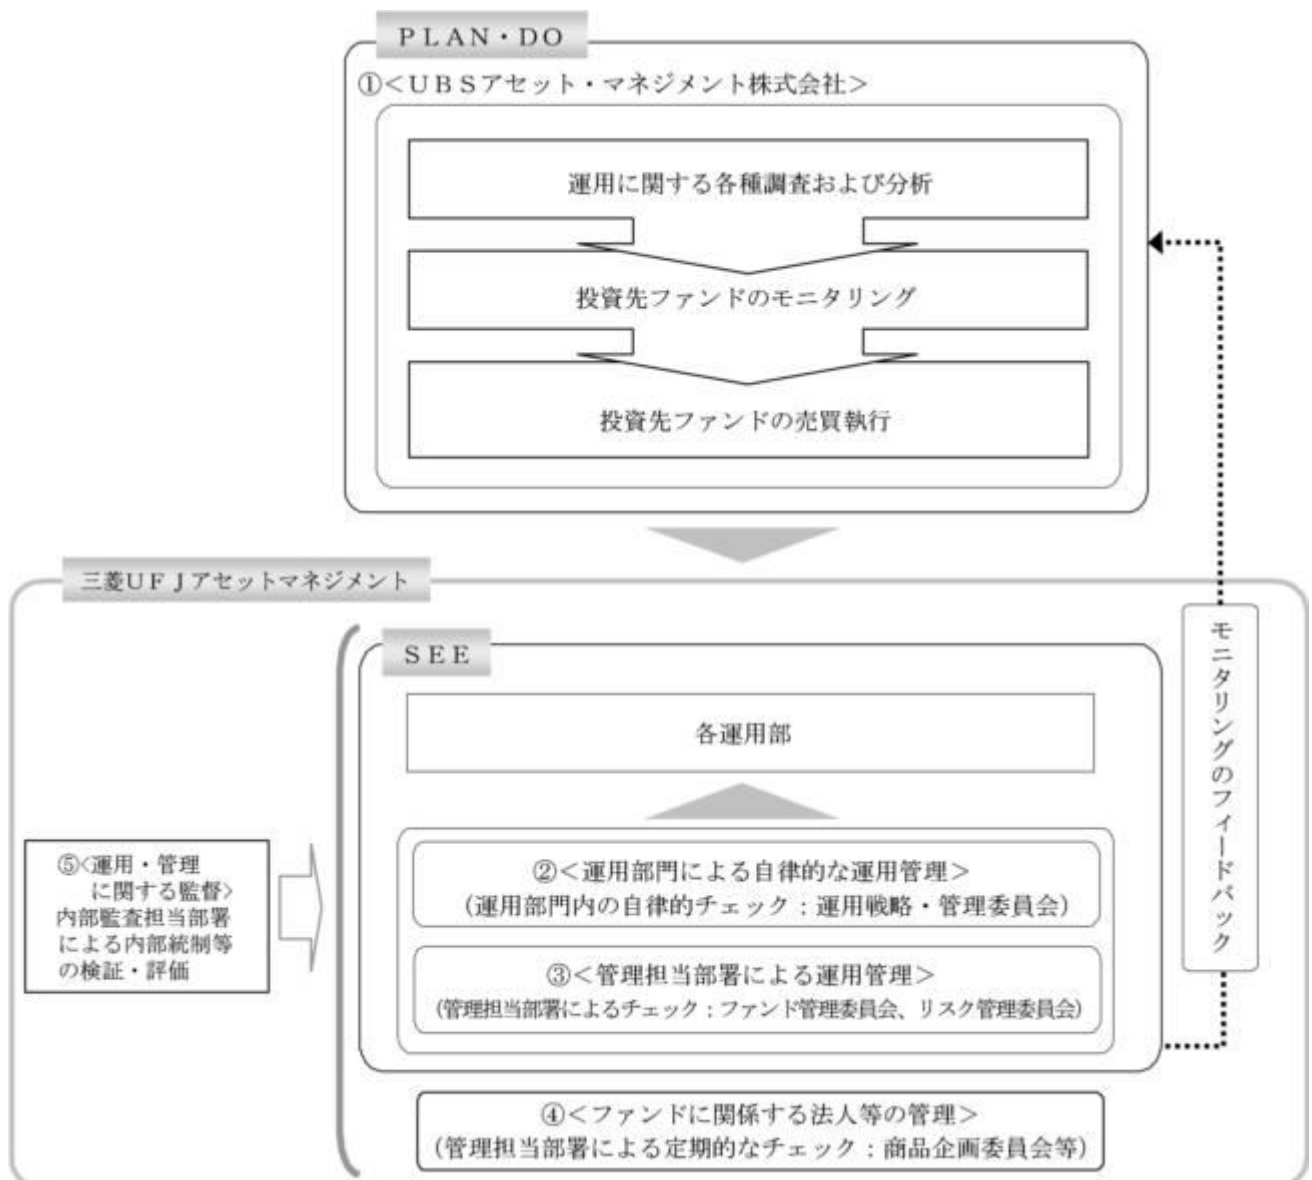 ＰＬＡＮ・ＤＯ
①＜ＵＢＳアセット・マネジメント株式会社＞
運用に関する各種調査および分析
投資先ファンドのモニタリング
投資先ファンドの売買執行
三菱ＵＦＪアセットマネジメント
ＳＥＥ
各運用部
②＜運用部門による自律的な運用管理＞
（運用部門内の自律的チェック：運用戦略・管理委員会）
③＜管理担当部署による運用管理＞
（管理担当部署によるチェック：ファンド管理委員会、リスク管理委員会）
④＜ファンドに関係する法人等の管理＞
（管理担当部署による定期的なチェック：商品企画委員会等）
⑤＜運用・管理
に関する監督＞
内部監査担当部署
による内部統制等
の検証・評価
モニタリングのフィードバック